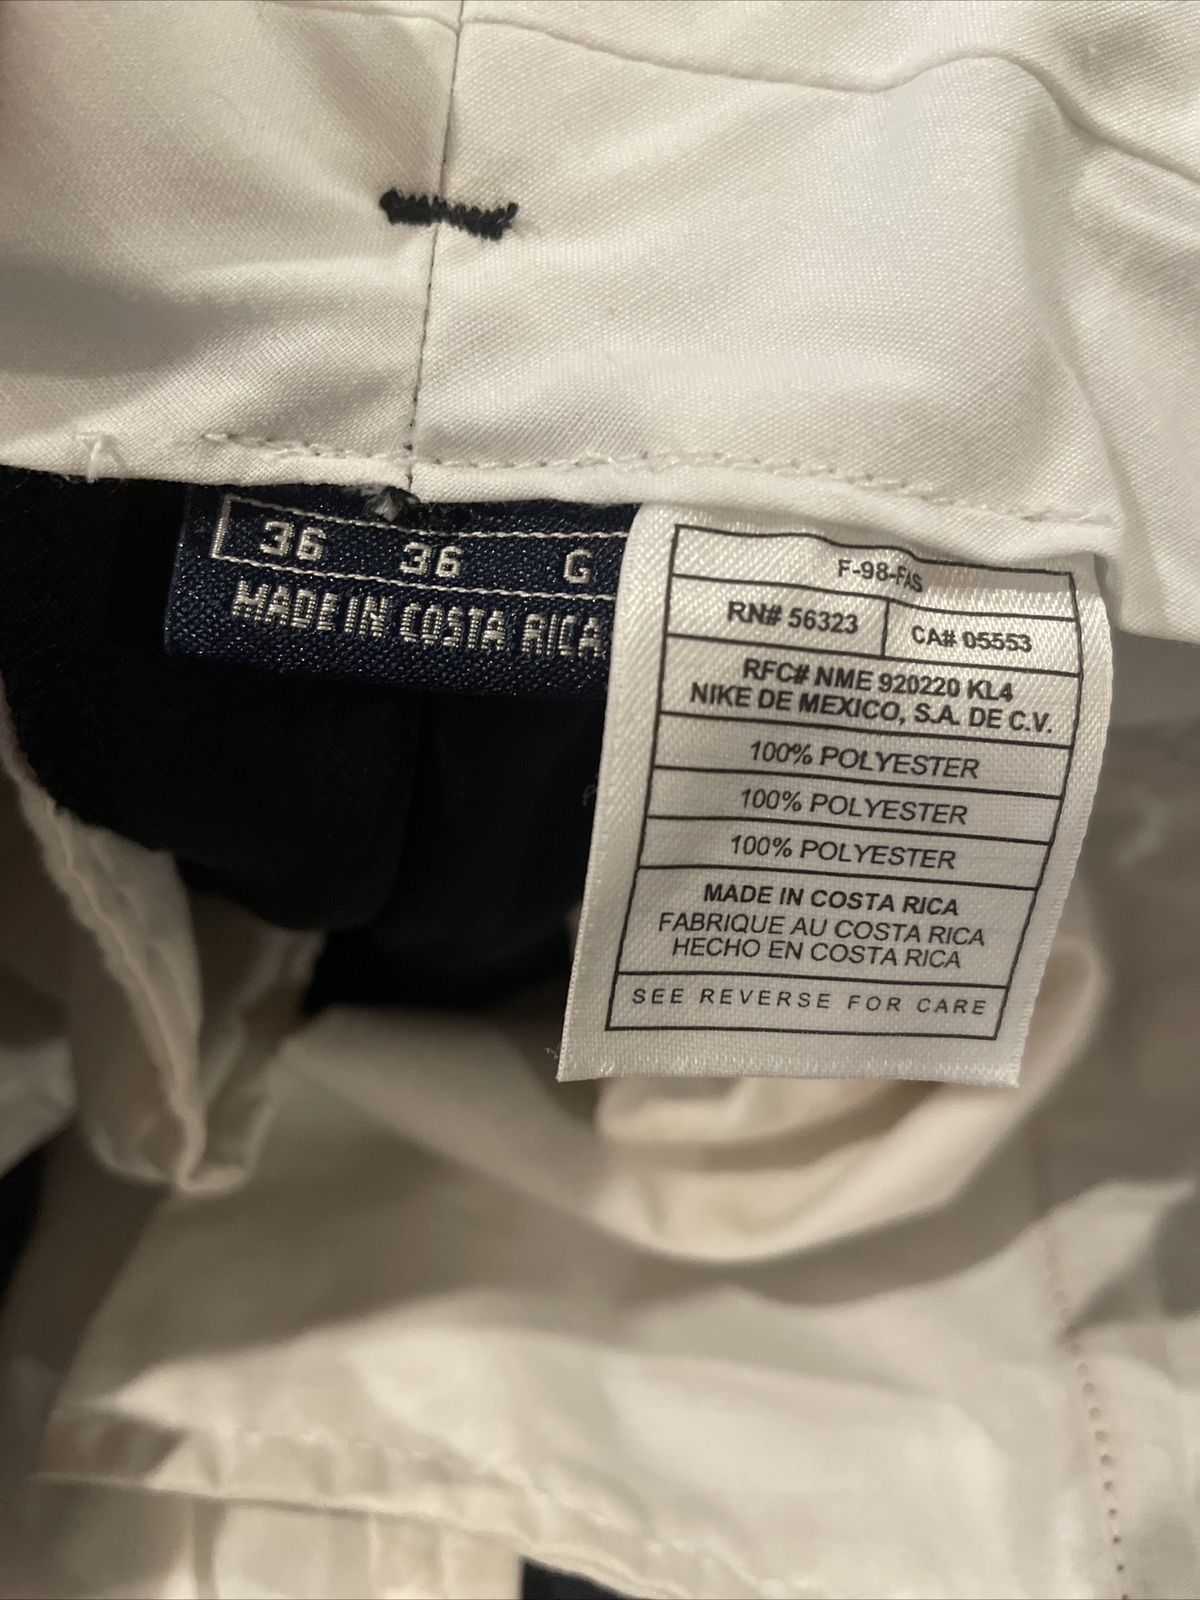 36 36 G
MADE IN COSTA RICA
F-98-FAS
RN# 56323 CA# 05553
RFC# NME 920220 KL4
NIKE DE MEXICO, S.A. DE C.V.
100% POLYESTER
100% POLYESTER
100% POLYESTER
MADE IN COSTA RICA
FABRIQUE AU COSTA RICA
HECHO EN COSTA RICA
SEE REVERSE FOR CARE